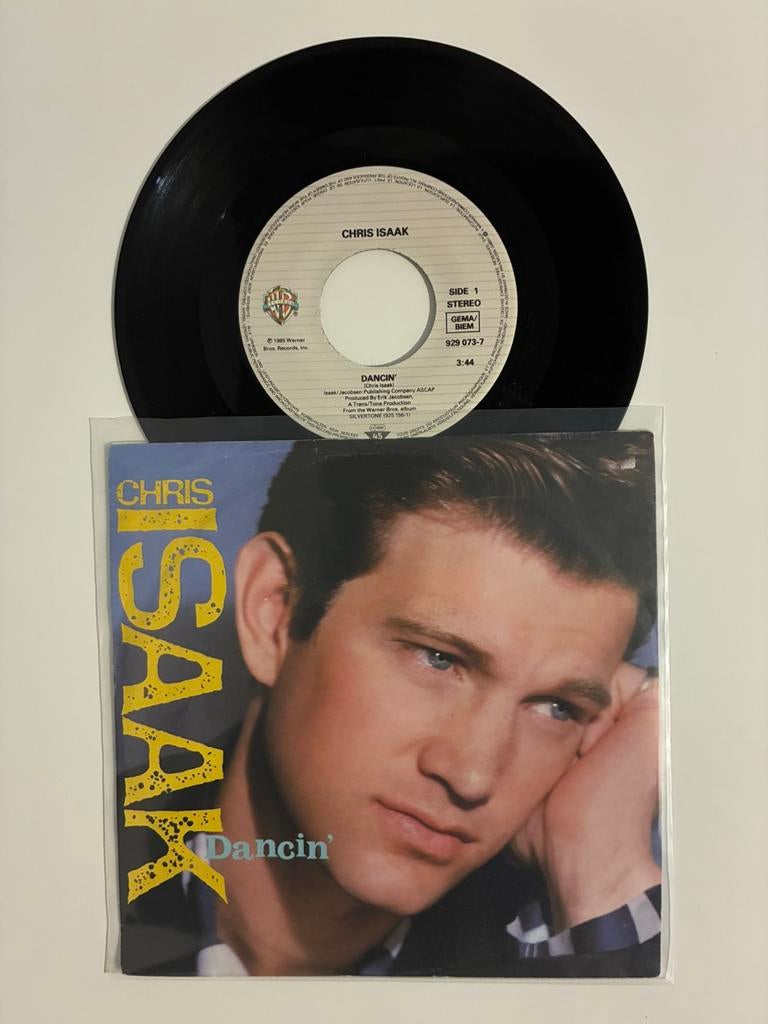 CHRIS ISAAK
SIDE 1
STEREO
GEMA/
BIEM
℗ 1985 Warner
Bros. Records, Inc.
929 073-7
3:44
DANCIN'
(Chris Isaak)
Isaak/Jacobsen Publishing Company ASCAP
Produced By Erik Jacobsen,
A Trans/Tone Production
From the Warner Bros. album
SILVERTONE (925 156-1)
45
CHRIS
ISAAK
Dancin'